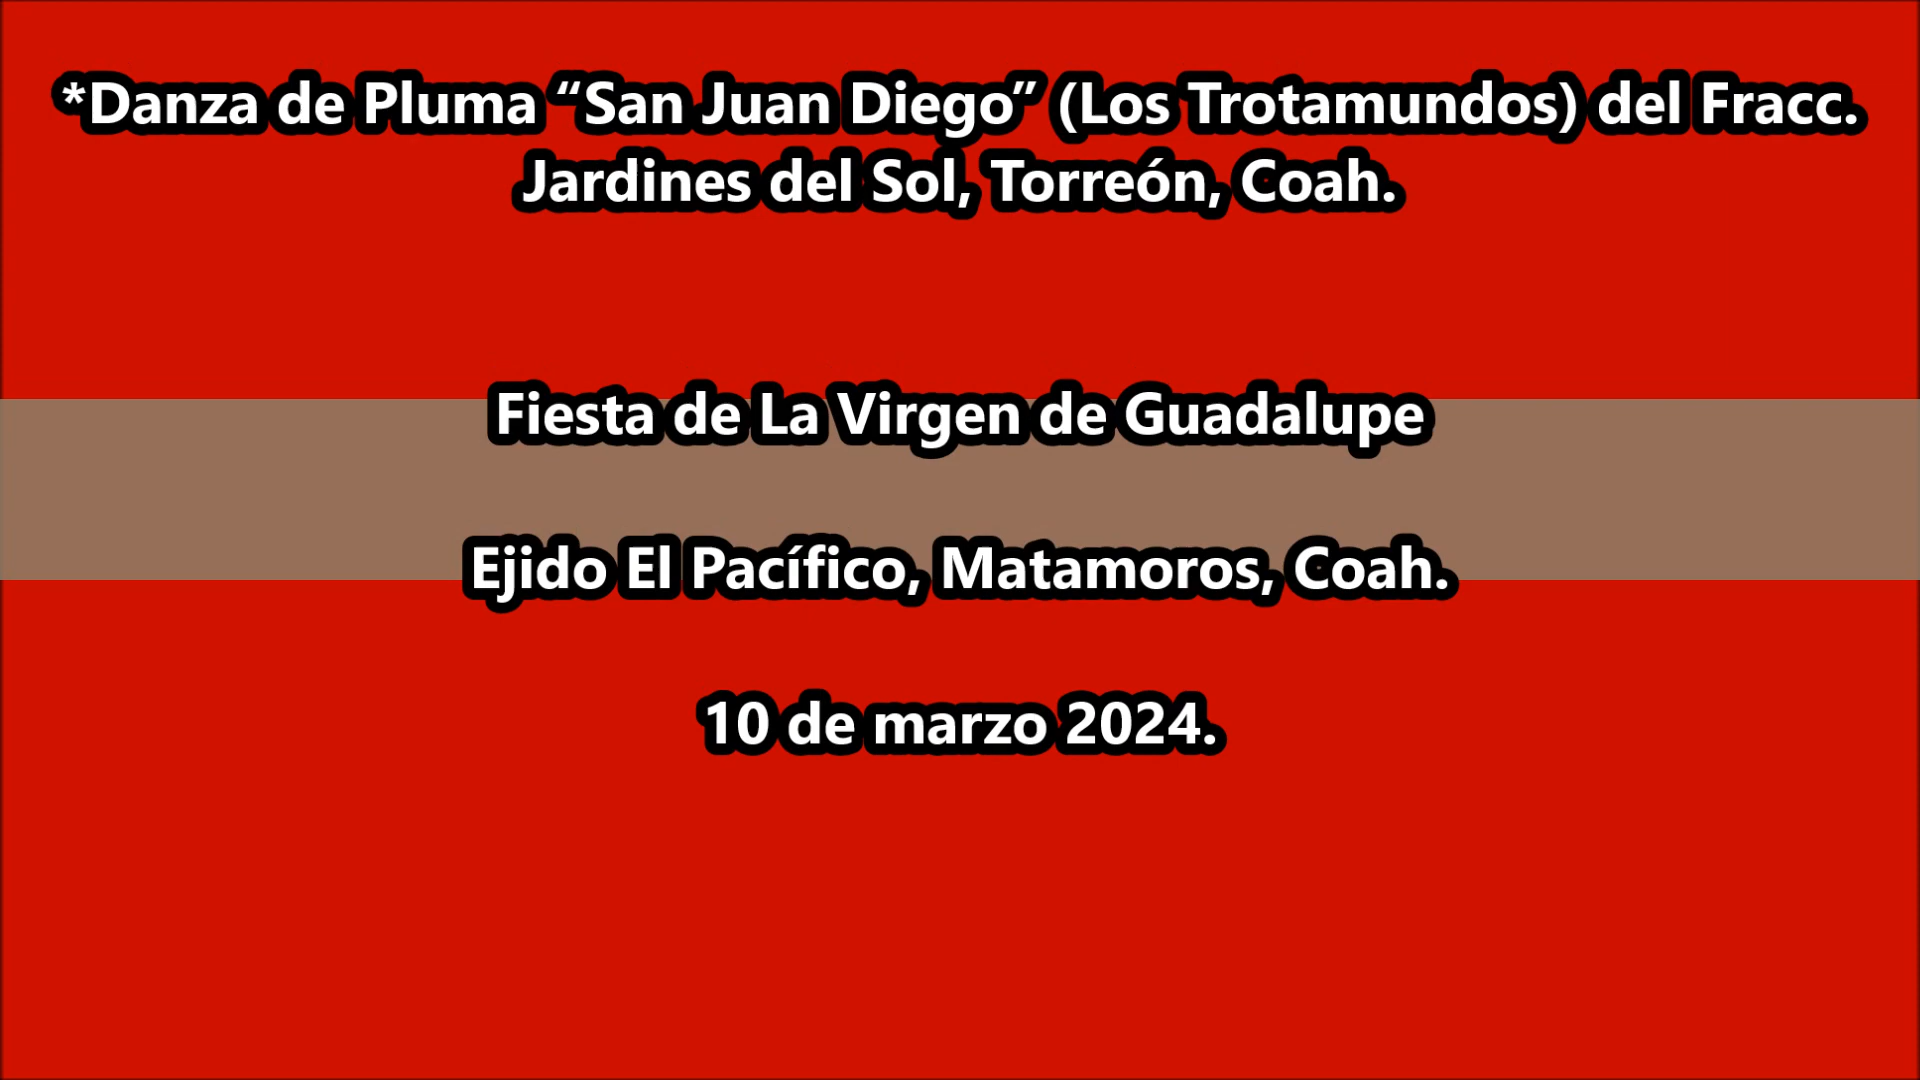 *Danza de Pluma “San Juan Diego” (Los Trotamundos) del Fracc.
Jardines del Sol, Torreón, Coah.
Fiesta de La Virgen de Guadalupe
Ejido El Pacífico, Matamoros, Coah.
10 de marzo 2024.